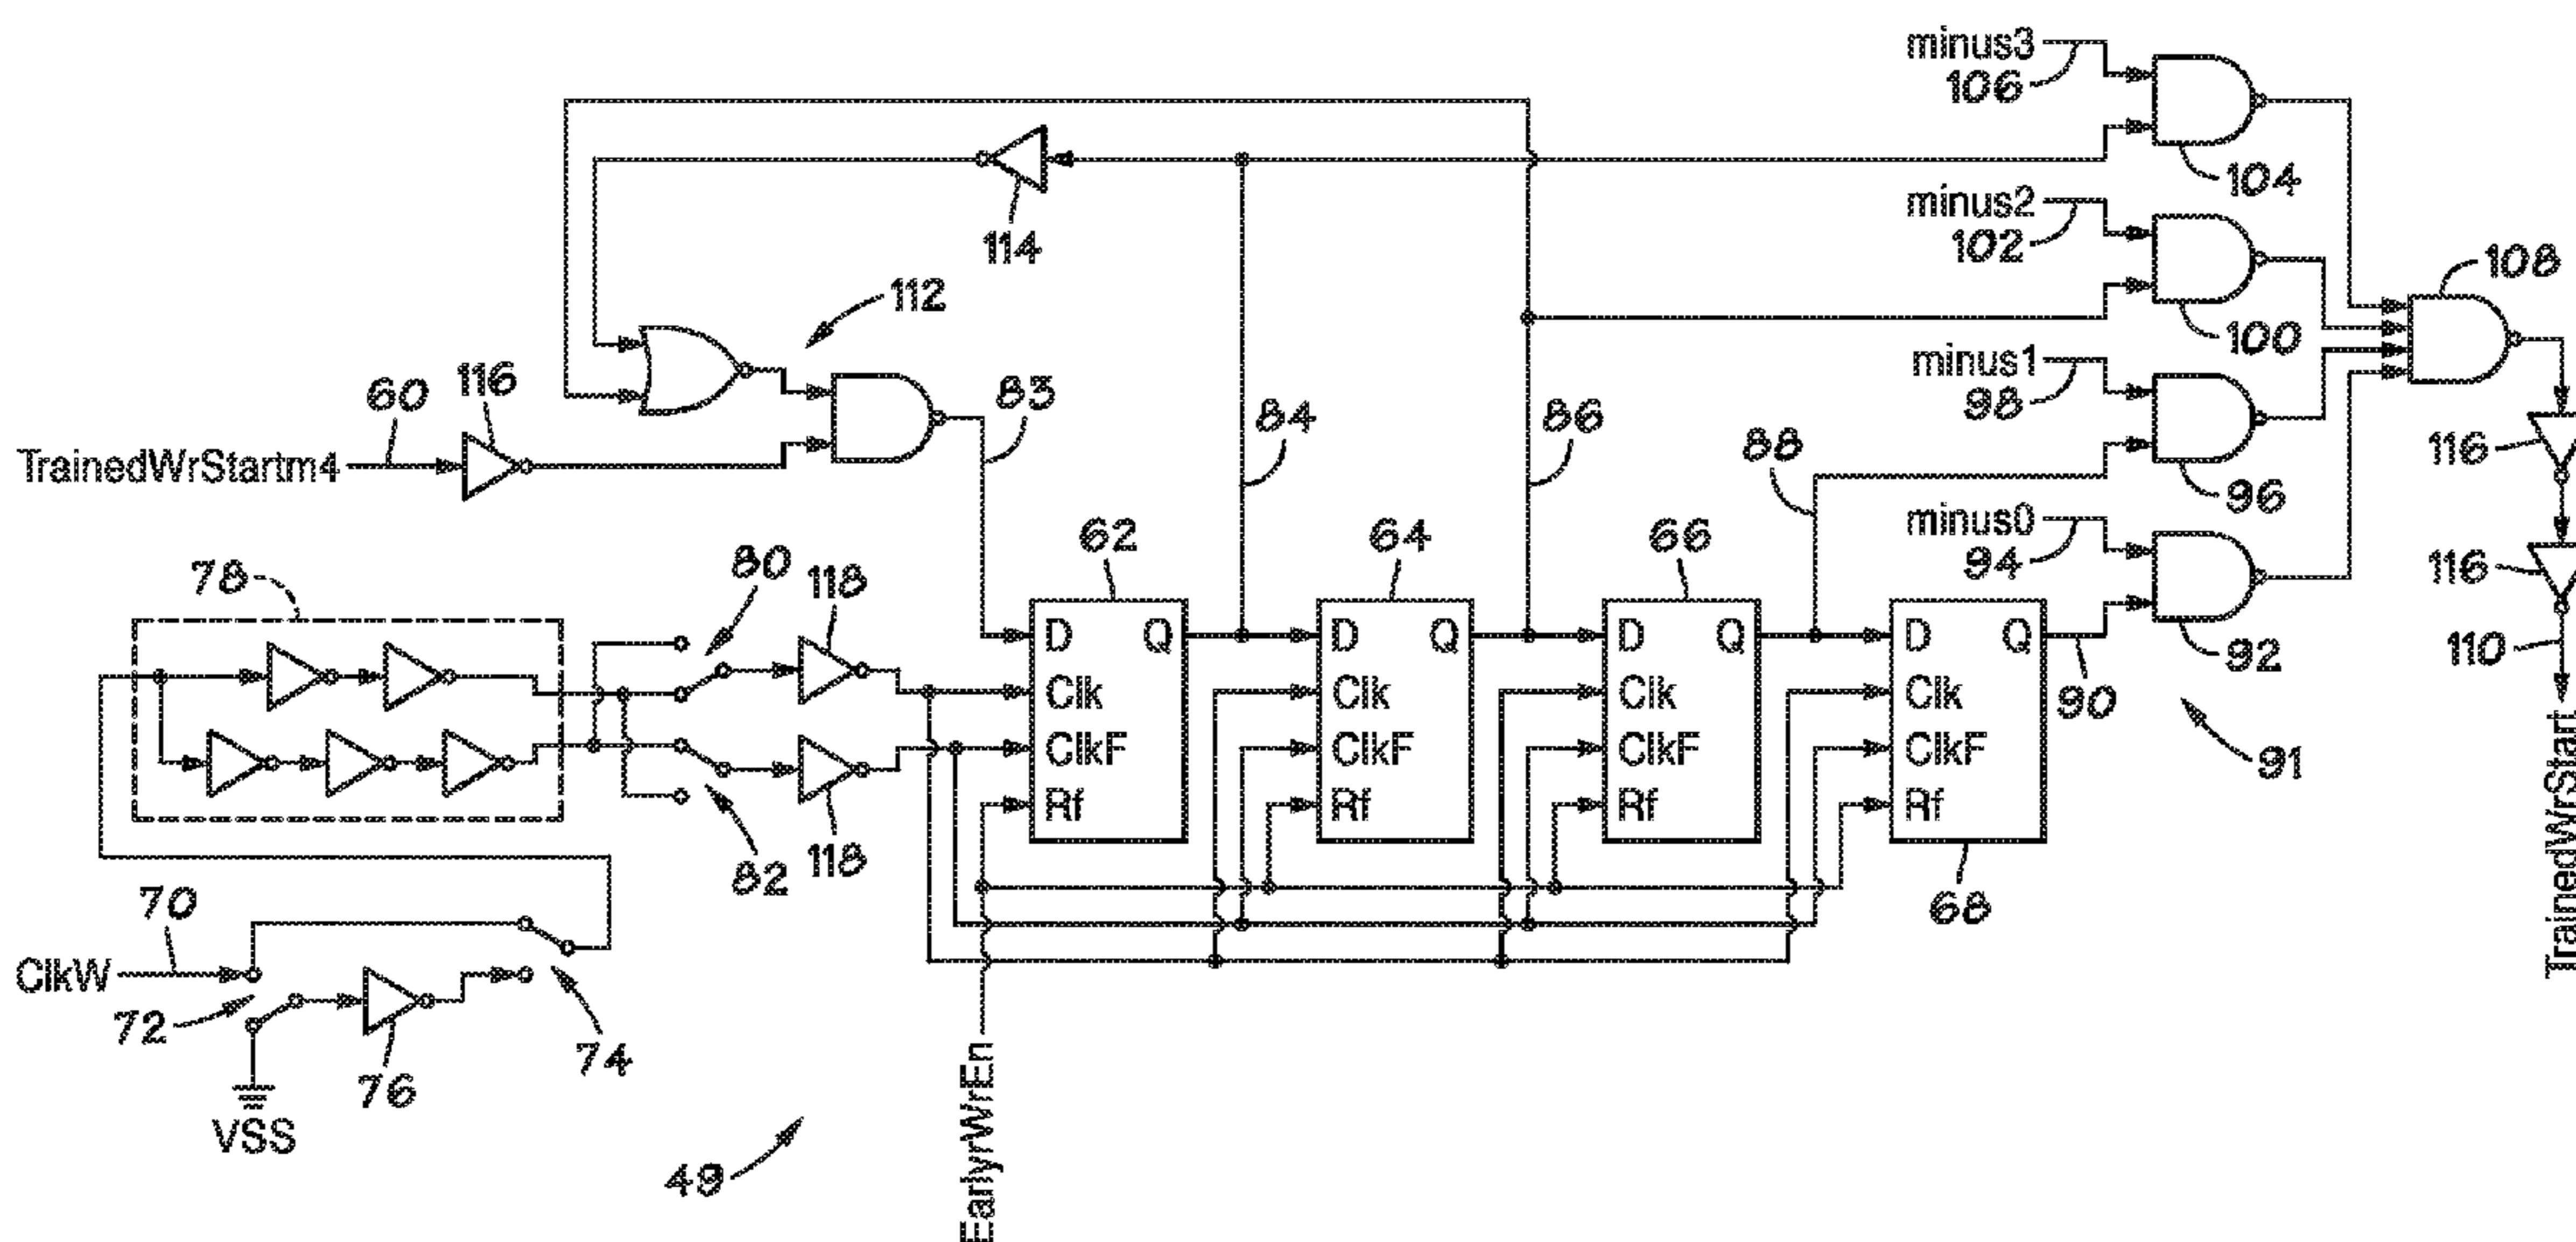 minus3
106
104
114
minus2
102
100
108
112
60
116
83
84
86
88
minus1
98
96
116
TrainedWrStartm4
78
80
118
62
64
66
minus0
94
92
116
110
D Q
Clk
ClkF
Rf
D Q
Clk
ClkF
Rf
D Q
Clk
ClkF
Rf
D Q
Clk
ClkF
Rf
90
91
82
118
68
70
ClkW
72
74
76
VSS
49
EarlyrWrEn
TrainedWrStart